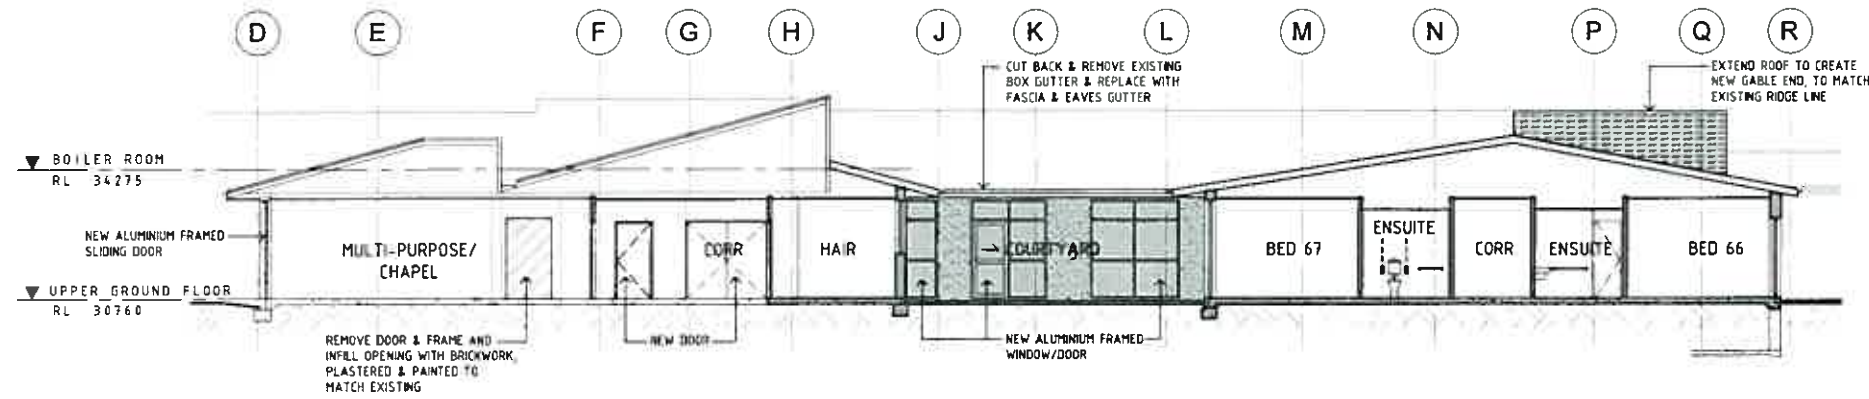 D E F G H J K L M N P Q R
CUT BACK & REMOVE EXISTING
BOX GUTTER & REPLACE WITH
FASCIA & EAVES GUTTER
EXTEND ROOF TO CREATE
NEW GABLE END, TO MATCH
EXISTING RIDGE LINE
BOILER ROOM
RL 34275
NEW ALUMINIUM FRAMED
SLIDING DOOR
MULTI-PURPOSE/
CHAPEL
CORR
HAIR
COURTYARD
BED 67
ENSUITE
CORR
ENSUITE
BED 66
UPPER GROUND FLOOR
RL 30760
REMOVE DOOR & FRAME AND
INFILL OPENING WITH BRICKWORK,
PLASTERED & PAINTED TO
MATCH EXISTING
NEW DOOR
NEW ALUMINIUM FRAMED
WINDOW/DOOR